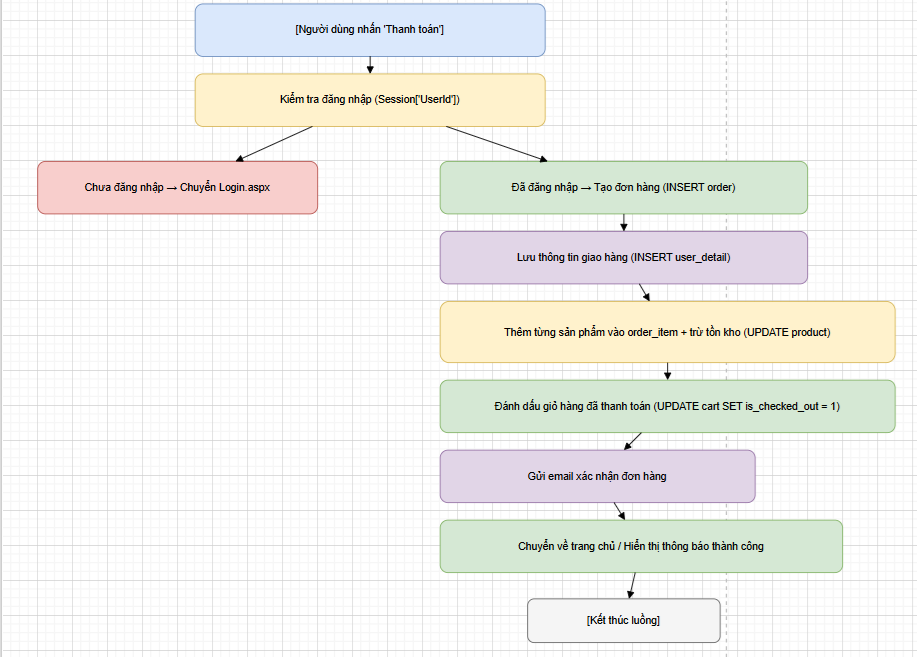 [Người dùng nhấn 'Thanh toán']
Kiểm tra đăng nhập (Session['UserId'])
Chưa đăng nhập → Chuyển Login.aspx
Đã đăng nhập → Tạo đơn hàng (INSERT order)
Lưu thông tin giao hàng (INSERT user_detail)
Thêm từng sản phẩm vào order_item + trừ tồn kho (UPDATE product)
Đánh dấu giỏ hàng đã thanh toán (UPDATE cart SET is_checked_out = 1)
Gửi email xác nhận đơn hàng
Chuyển về trang chủ / Hiển thị thông báo thành công
[Kết thúc luồng]